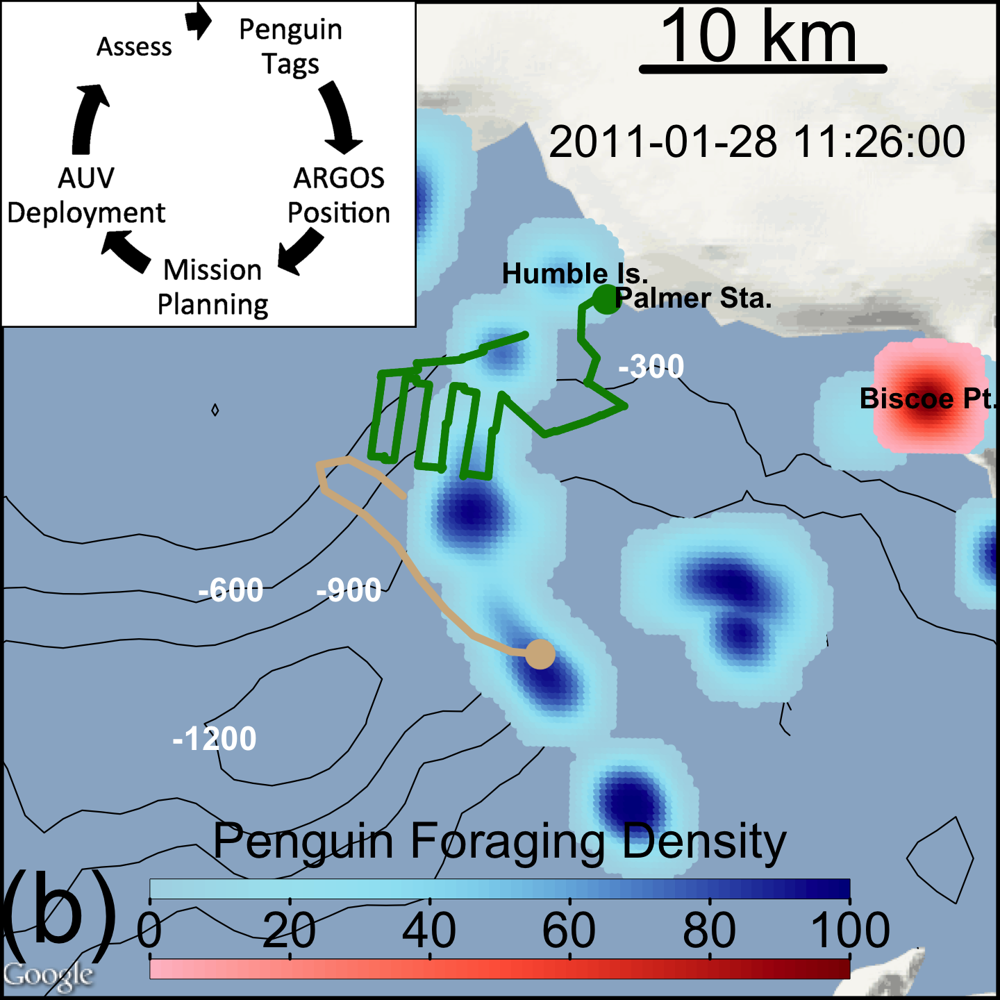 Assess
Penguin
Tags
ARGOS
Position
Mission
Planning
AUV
Deployment
10 km
2011-01-28 11:26:00
Humble Is.
Palmer Sta.
-300
Biscoe Pt.
-600
-900
-1200
Penguin Foraging Density
(b)
0 20 40 60 80 100
Google